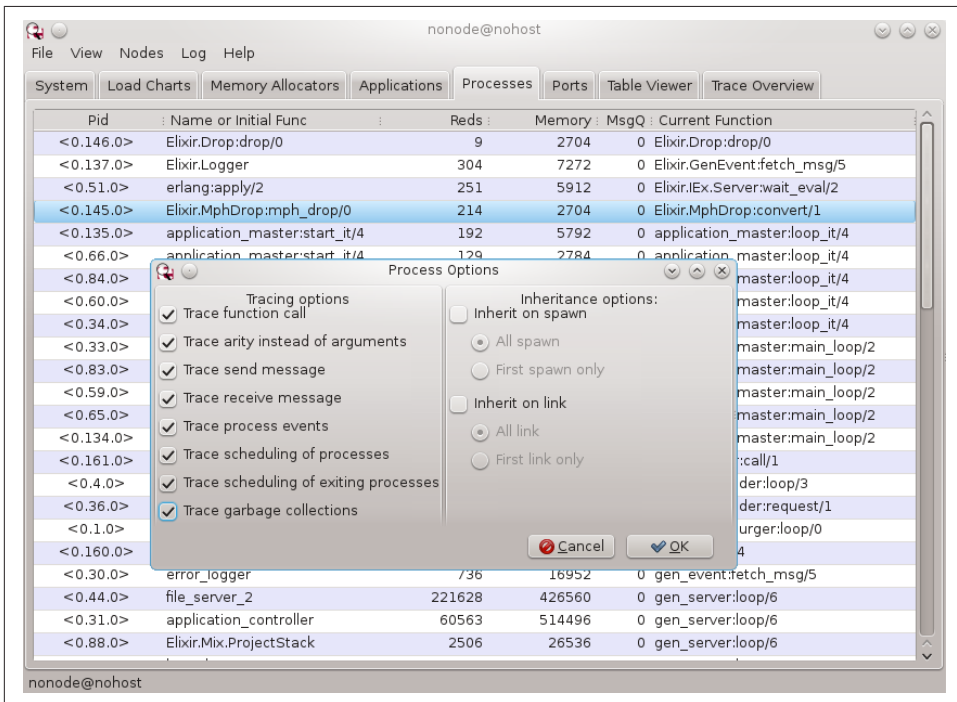 nonode@nohost
File View Nodes Log Help
System Load Charts Memory Allocators Applications Processes Ports Table Viewer Trace Overview
Pid Name or Initial Func Reds Memory MsgQ Current Function
<0.146.0> Elixir.Drop:drop/0 9 2704 0 Elixir.Drop:drop/0
<0.137.0> Elixir.Logger 304 7272 0 Elixir.GenEvent:fetch_msg/5
<0.51.0> erlang:apply/2 251 5912 0 Elixir.IEx.Server:wait_eval/2
<0.145.0> Elixir.MphDrop:mph_drop/0 214 2704 0 Elixir.MphDrop:convert/1
<0.135.0> application_master:start_it/4 192 5792 0 application_master:loop_it/4
<0.66.0> application_master:start_it/4 129 2784 0 application_master:loop_it/4
<0.84.0> master:loop_it/4
<0.60.0> master:loop_it/4
<0.34.0> master:loop_it/4
<0.33.0> master:main_loop/2
<0.83.0> master:main_loop/2
<0.59.0> master:main_loop/2
<0.65.0> master:main_loop/2
<0.134.0> master:main_loop/2
<0.161.0> :call/1
<0.4.0> der:loop/3
<0.36.0> der:request/1
<0.1.0> urger:loop/0
<0.160.0> 4
<0.30.0> error_logger 736 16952 0 gen_event:fetch_msg/5
<0.44.0> file_server_2 221628 426560 0 gen_server:loop/6
<0.31.0> application_controller 60563 514496 0 gen_server:loop/6
<0.88.0> Elixir.Mix.ProjectStack 2506 26536 0 gen_server:loop/6
Process Options
Tracing options
Trace function call
Trace arity instead of arguments
Trace send message
Trace receive message
Trace process events
Trace scheduling of processes
Trace scheduling of exiting processes
Trace garbage collections
Inheritance options:
Inherit on spawn
All spawn
First spawn only
Inherit on link
All link
First link only
Cancel OK
nonode@nohost